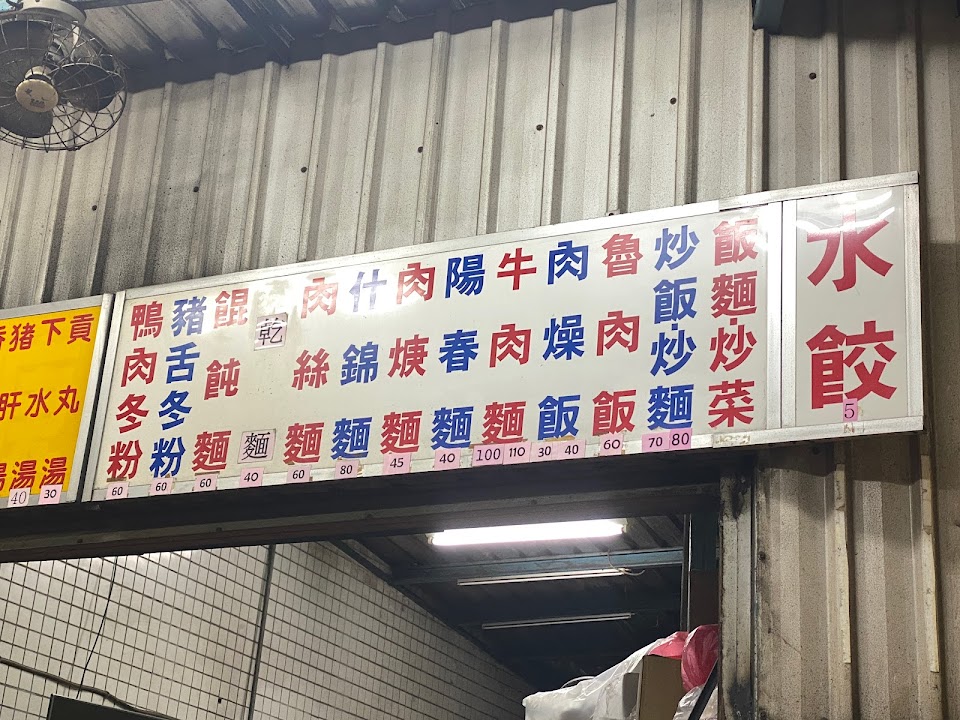 水餃
5
飯麵·炒菜
炒飯·炒麵
70 80
魯肉飯
60
肉燥飯
30 40
牛肉麵
100 110
陽春麵
40
肉焿麵
45
什錦麵
80
肉絲麵
60
乾麵
40
餛飩麵
60
豬舌冬粉
60
鴨肉冬粉
60
貢丸湯
30
下水湯
40
猪肝湯